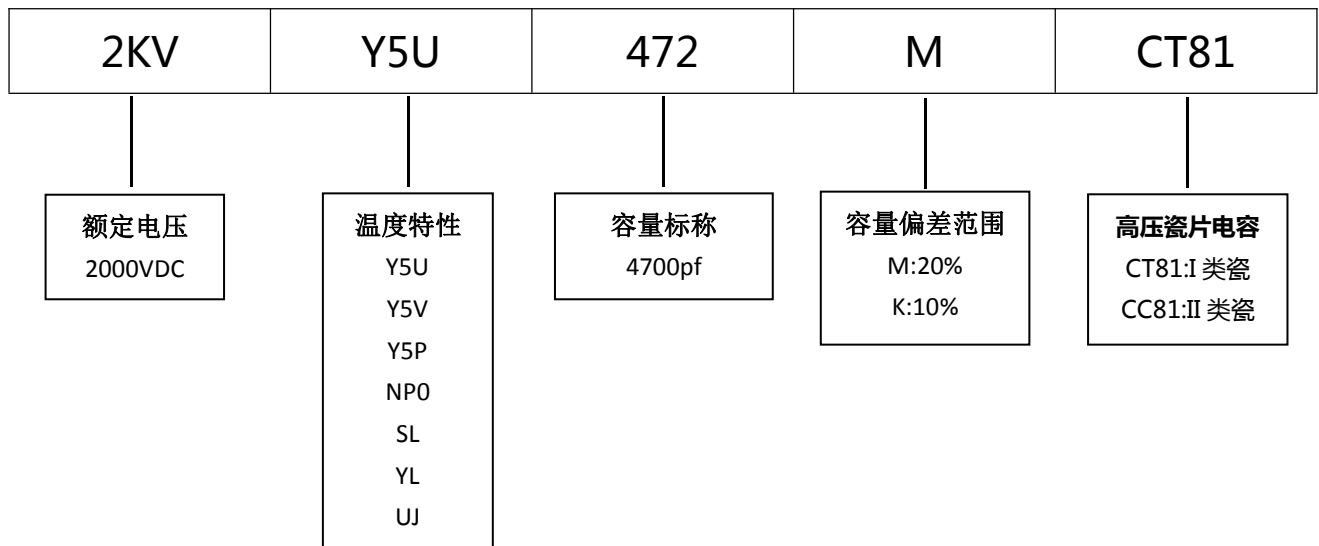 2KV
Y5U
472
M
CT81
额定电压
2000VDC
温度特性
Y5U
Y5V
Y5P
NP0
SL
YL
UJ
容量标称
4700pf
容量偏差范围
M:20%
K:10%
高压瓷片电容
CT81:I 类瓷
CC81:II 类瓷